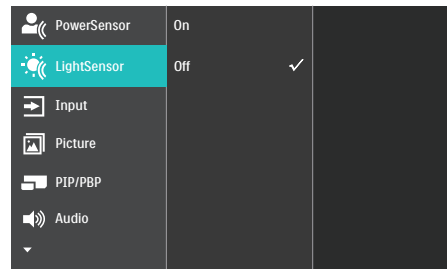 PowerSensor
On
LightSensor
Off
Input
Picture
PIP/PBP
Audio